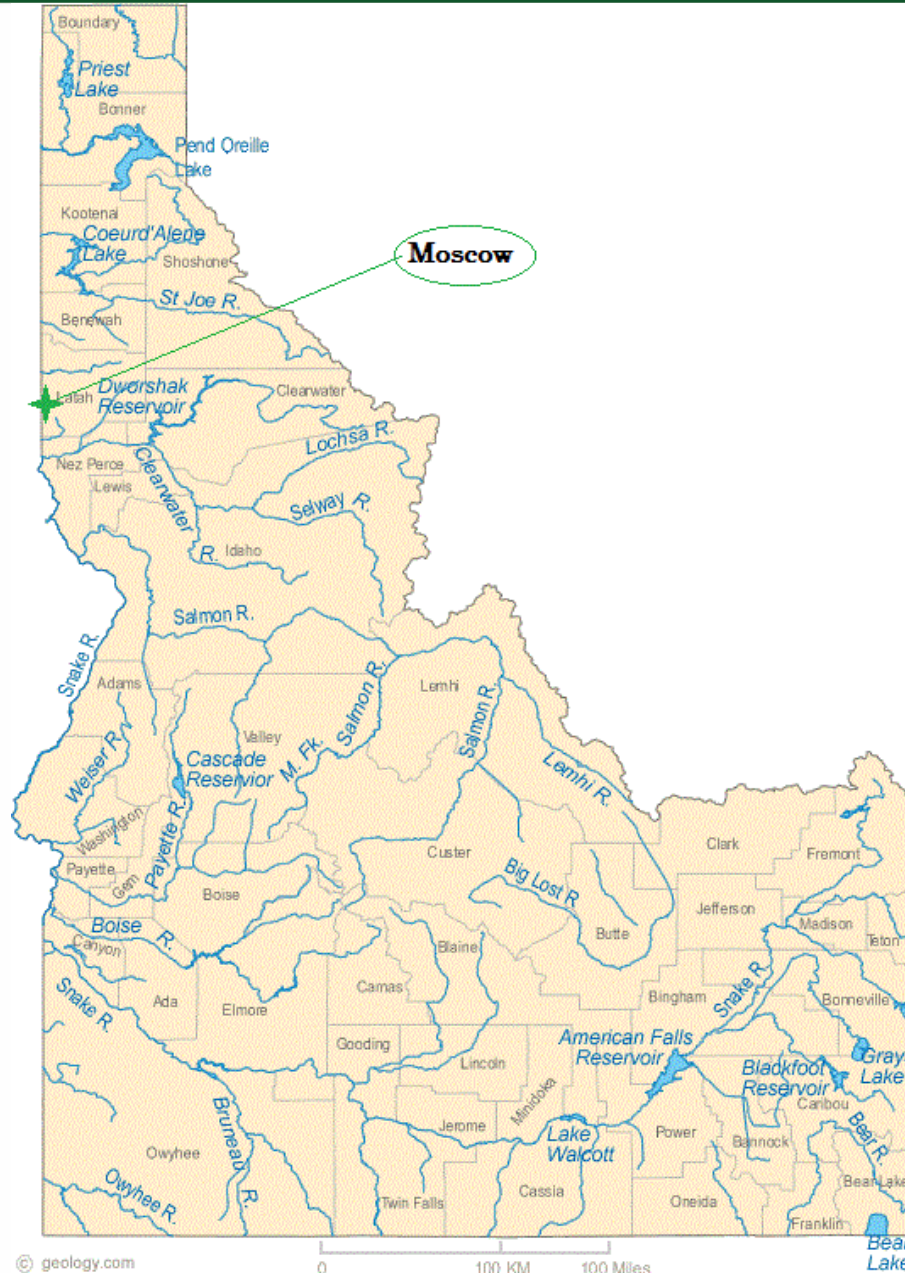 Boundary
Priest
Lake
Bonner
Pend Oreille
Lake
Kootenai
Coeurd'Alene
Lake
Shoshone
Moscow
St Joe R.
Benewah
Latah
Dworshak
Reservoir
Clearwater
Lochsa R.
Nez Perce
Lewis
Clearwater
R.
Selway R.
Idaho
Salmon R.
Snake R.
Adams
Lemhi
Valley
M. Fk.
Salmon R.
Salmon R.
Weiser R.
Cascade
Reservior
Lemhi R.
Washington
Payette R.
Payette
Gem
Boise
Custer
Clark
Fremont
Big Lost R
Jefferson
Madison
Teton
Butte
Boise R.
Canyon
Blaine
Camas
Snake R.
Ada
Elmore
Bingham
Snake R.
Bonneville
Gooding
Lincoln
American Falls
Reservoir
Blackfoot
Reservoir
Gray
Lake
Caribou
Minidoka
Bruneau R.
Jerome
Lake
Walcott
Power
Bannock
Bear R.
Owyhee
Owyhee R.
Twin Falls
Cassia
Oneida
Franklin
Bear Lake
Bear
Lake
© geology.com
0 100 KM 100 Miles